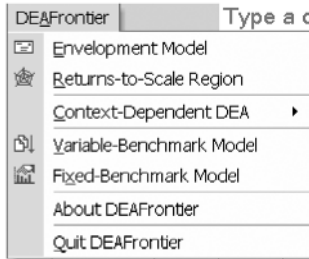 DEAFrontier
Type a
Envelopment Model
Returns-to-Scale Region
Context-Dependent DEA
Variable-Benchmark Model
Fixed-Benchmark Model
About DEAFrontier
Quit DEAFrontier